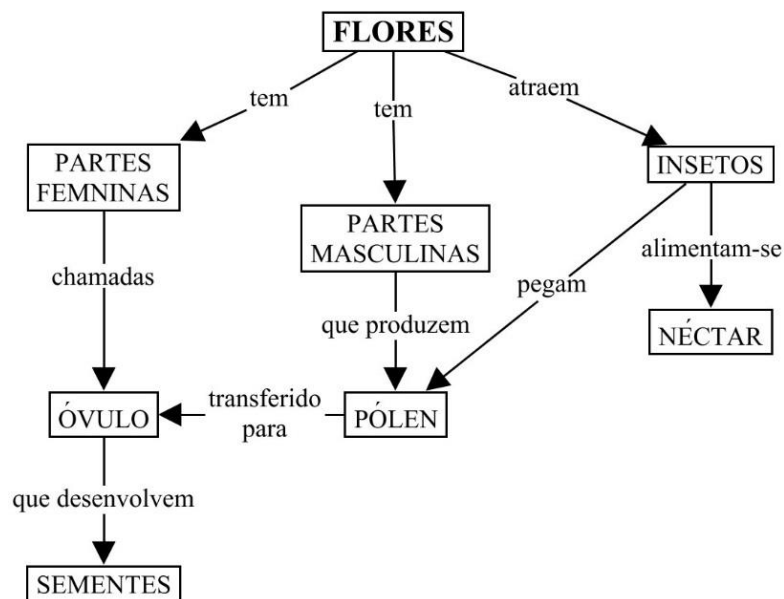 FLORES
tem
tem
atraem
PARTES
FEMNINAS
PARTES
MASCULINAS
INSETOS
chamadas
que produzem
pegam
alimentam-se
NÉCTAR
ÓVULO
transferido
para
PÓLEN
que desenvolvem
SEMENTES